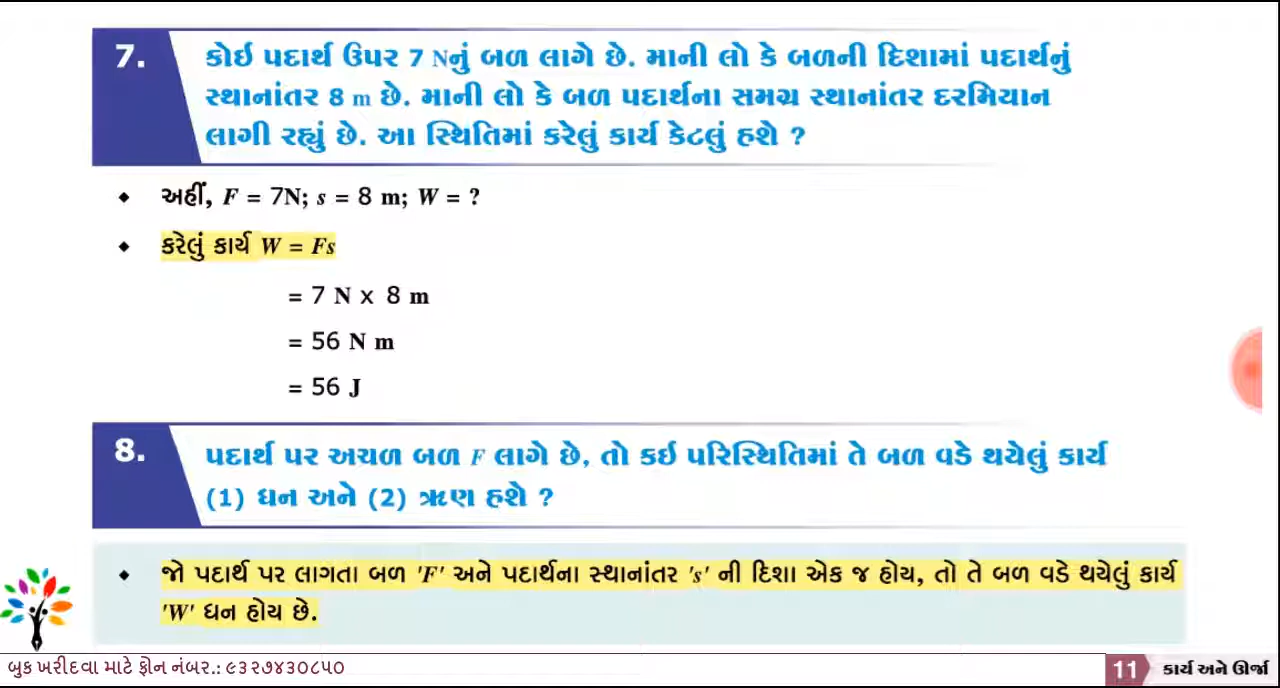 7. કોઈ પદાર્થ ઉપર 7 Nનું બળ લાગે છે. માની લો કે બળની દિશામાં પદાર્થનું
સ્થાનાંતર 8 m છે. માની લો કે બળ પદાર્થના સમગ્ર સ્થાનાંતર દરમિયાન
લાગી રહ્યું છે. આ સ્થિતિમાં કરેલું કાર્ય કેટલું હશે ?
◆ અહીં, F = 7N; s = 8 m; W = ?
◆ કરેલું કાર્ય W = Fs
= 7 N x 8 m
= 56 N m
= 56 J
8. પદાર્થ પર અચળ બળ F લાગે છે, તો કઈ પરિસ્થિતિમાં તે બળ વડે થયેલું કાર્ય
(1) ધન અને (2) ઋણ હશે ?
◆ જો પદાર્થ પર લાગતા બળ 'F' અને પદાર્થના સ્થાનાંતર 's' ની દિશા એક જ હોય, તો તે બળ વડે થયેલું કાર્ય
'W' ધન હોય છે.
બુક ખરીદવા માટે ફોન નંબર.: ૯૩૨૭૪૩૦૮૫૦
11 કાર્ય અને ઊર્જા